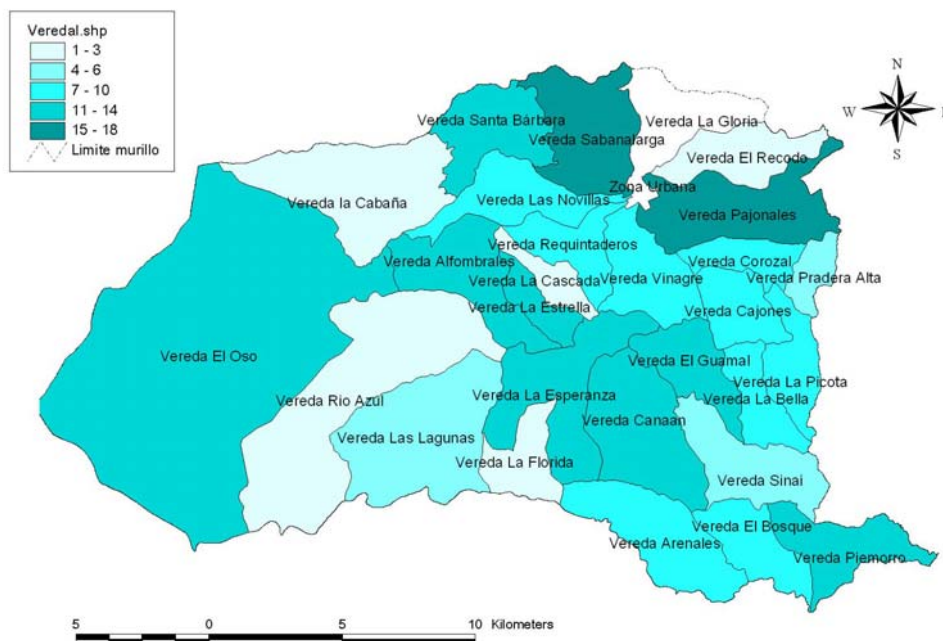 Veredal.shp
1 - 3
4 - 6
7 - 10
11 - 14
15 - 18
Limite murillo
N
W
E
S
Vereda Santa Bárbara
Vereda La Gloria
Vereda Sabanalarga
Vereda El Recodo
Zona Urbana
Vereda la Cabaña
Vereda Las Novillas
Vereda Pajonales
Vereda Requintaderos
Vereda Alfombrales
Vereda Corozal
Vereda La Cascada
Vereda Vinagre
Vereda Pradera Alta
Vereda La Estrella
Vereda Cajones
Vereda El Oso
Vereda El Guamal
Vereda La Picota
Vereda Rio Azul
Vereda La Esperanza
Vereda La Bella
Vereda Canaán
Vereda Las Lagunas
Vereda La Florida
Vereda Sinai
Vereda El Bosque
Vereda Arenales
Vereda Piemorro
5 0 5 10 Kilometers